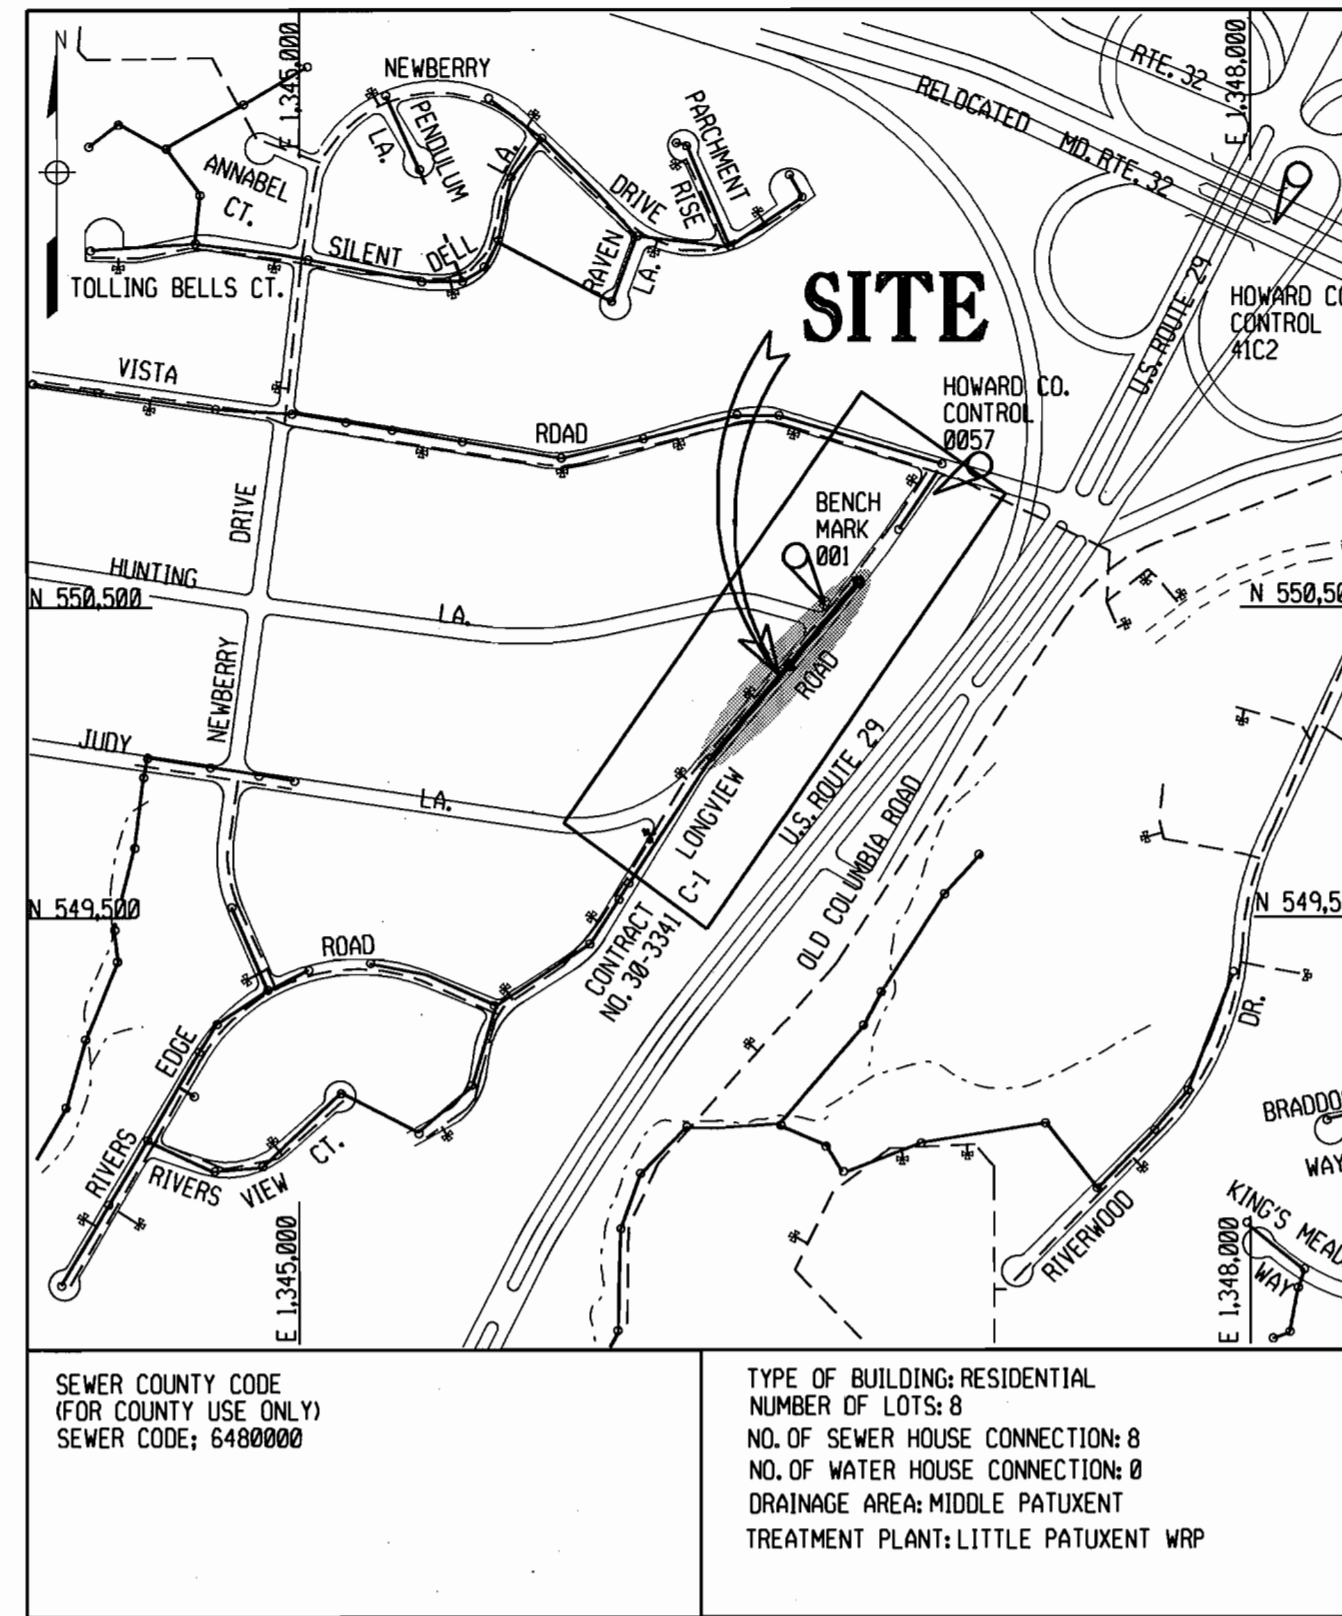 N
E 1,345,000
NEWBERRY
PENDULUM
LA.
PARCHMENT
RISE
RTE. 32
E 1,348,000
RELOCATED MD. RTE. 32
ANNABEL
CT.
LA.
DRIVE
SILENT
DELL
RAVEN
LA.
TOLLING BELLS CT.
SITE
U.S. ROUTE 29
HOWARD CO
CONTROL
41C2
VISTA
ROAD
HOWARD CO.
CONTROL
0057
DRIVE
BENCH
MARK
001
HUNTING
LA.
N 550,500
N 550,50
NEWBERRY
ROAD
JUDY
LA.
LONGVIEW
U.S. ROUTE 29
C-1
OLD COLUMBIA ROAD
N 549,500
N 549,5
CONTRACT
NO. 30-3341
ROAD
EDGE
RIVERS
RIVERS VIEW CT.
DR.
RIVERWOOD
BRADDO
WAY
KING'S MEAD
WAY
E 1,345,000
E 1,348,000
SEWER COUNTY CODE
(FOR COUNTY USE ONLY)
SEWER CODE; 6480000
TYPE OF BUILDING: RESIDENTIAL
NUMBER OF LOTS: 8
NO. OF SEWER HOUSE CONNECTION: 8
NO. OF WATER HOUSE CONNECTION: 0
DRAINAGE AREA: MIDDLE PATUXENT
TREATMENT PLANT: LITTLE PATUXENT WRP